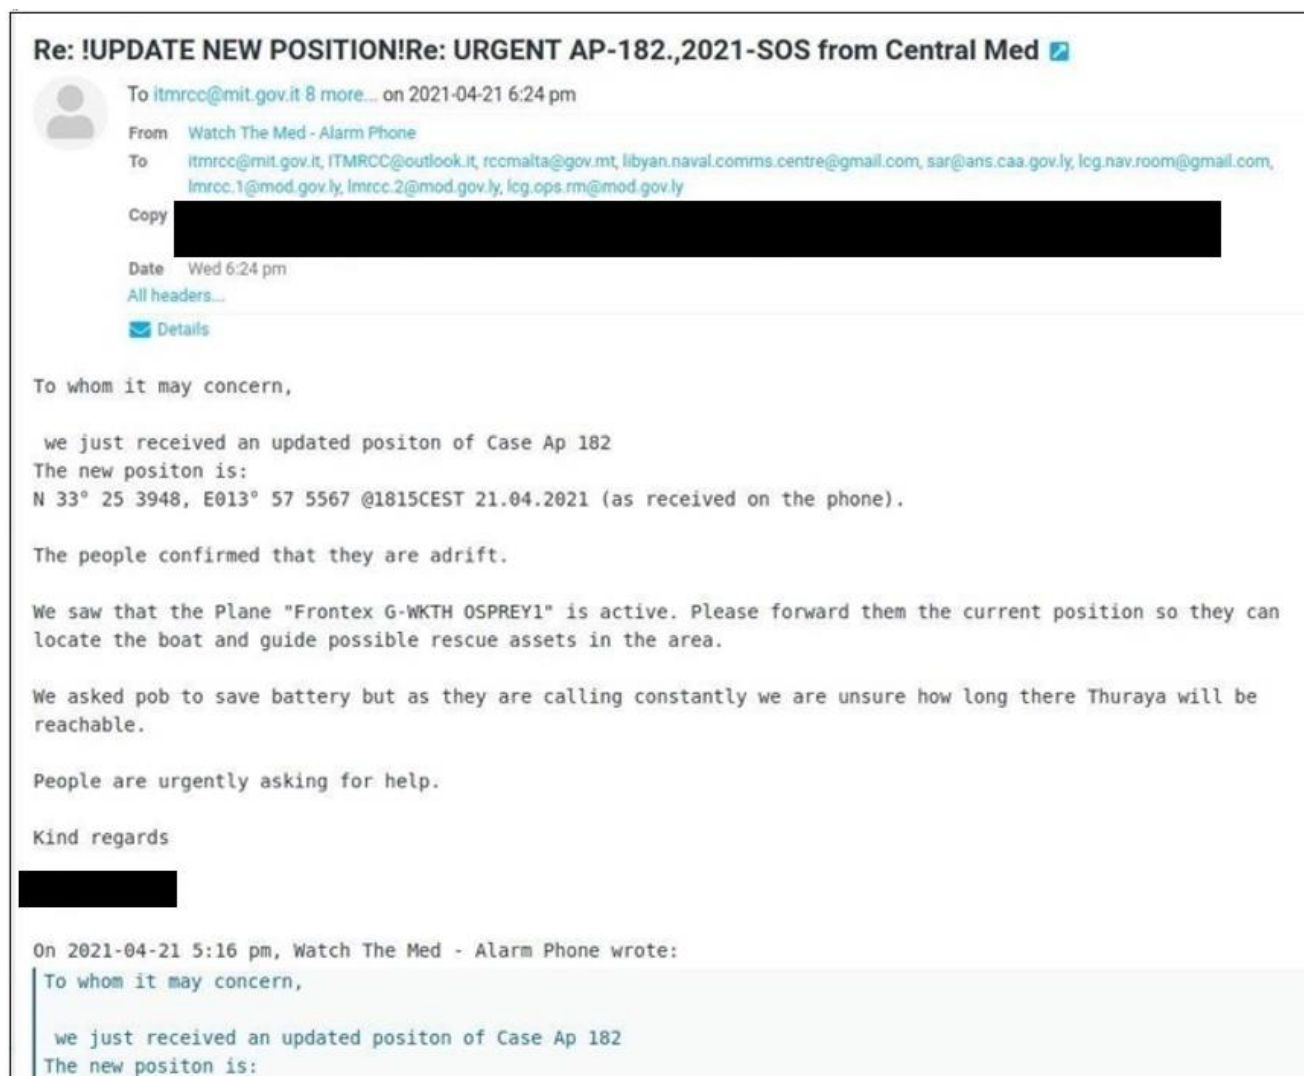 Re: !UPDATE NEW POSITION!Re: URGENT AP-182.,2021-SOS from Central Med
To itmrcc@mit.gov.it 8 more... on 2021-04-21 6:24 pm
From Watch The Med - Alarm Phone
To itmrcc@mit.gov.it, ITMRCC@outlook.it, rccmalta@gov.mt, libyan.naval.comms.centre@gmail.com, sar@ans.caa.gov.ly, lcg.nav.room@gmail.com,
lmrcc.1@mod.gov.ly, lmrcc.2@mod.gov.ly, lcg.ops.rm@mod.gov.ly
Copy
Date Wed 6:24 pm
All headers...
Details
To whom it may concern,
we just received an updated positon of Case Ap 182
The new positon is:
N 33° 25 3948, E013° 57 5567 @1815CEST 21.04.2021 (as received on the phone).
The people confirmed that they are adrift.
We saw that the Plane "Frontex G-WKTH OSPREY1" is active. Please forward them the current position so they can
locate the boat and guide possible rescue assets in the area.
We asked pob to save battery but as they are calling constantly we are unsure how long there Thuraya will be
reachable.
People are urgently asking for help.
Kind regards
On 2021-04-21 5:16 pm, Watch The Med - Alarm Phone wrote:
To whom it may concern,
we just received an updated positon of Case Ap 182
The new positon is: